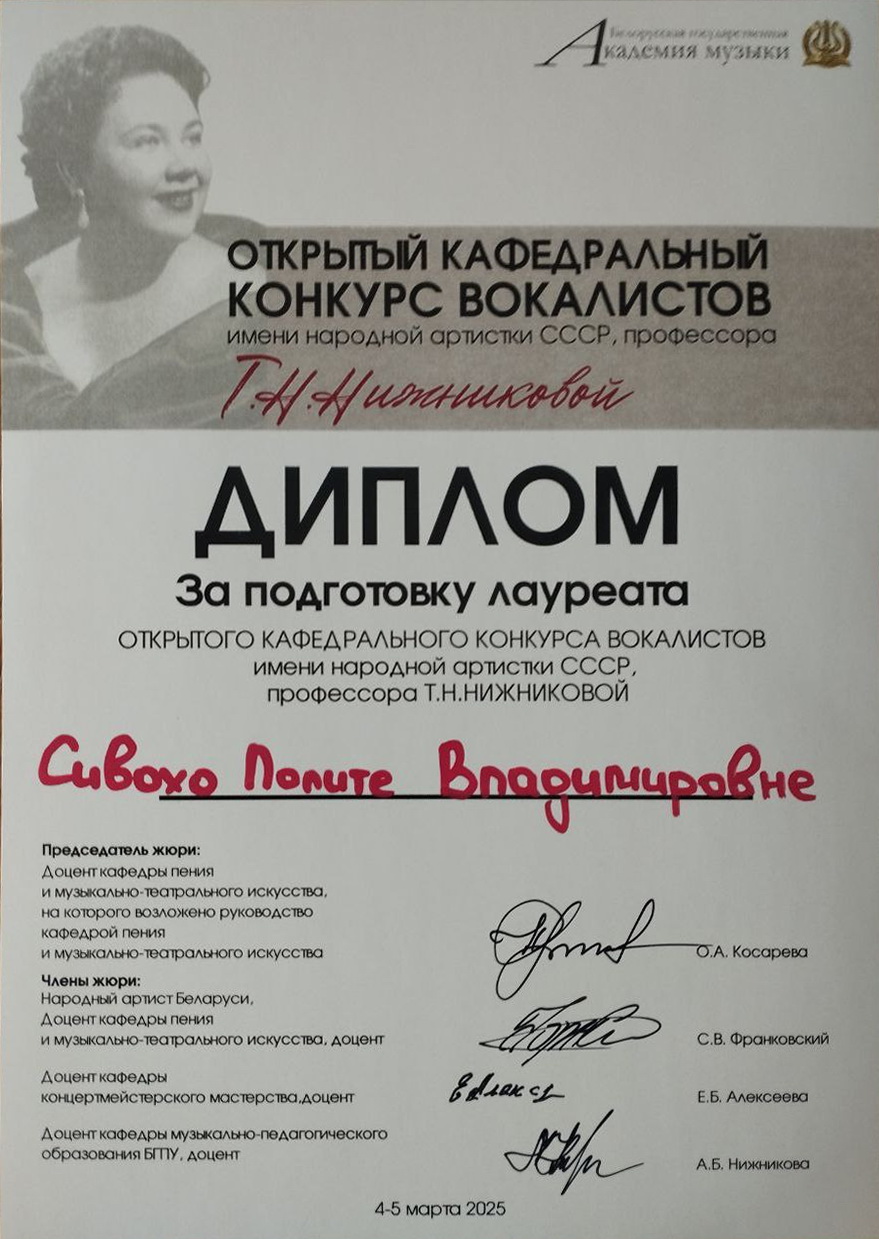 Белорусская государственная
Академия музыки
ОТКРЫТЫЙ КАФЕДРАЛЬНЫЙ
КОНКУРС ВОКАЛИСТОВ
имени народной артистки СССР, профессора
Т.Н.Нижниковой
ДИПЛОМ
За подготовку лауреата
ОТКРЫТОГО КАФЕДРАЛЬНОГО КОНКУРСА ВОКАЛИСТОВ
имени народной артистки СССР,
профессора Т.Н.НИЖНИКОВОЙ
Сивохо Лолите Владимировне
Председатель жюри:
Доцент кафедры пения
и музыкально-театрального искусства,
на которого возложено руководство
кафедрой пения
и музыкально-театрального искусства
О.А. Косарева
Члены жюри:
Народный артист Беларуси,
Доцент кафедры пения
и музыкально-театрального искусства, доцент
С.В. Франковский
Доцент кафедры
концертмейстерского мастерства,доцент
Е.Б. Алексеева
Доцент кафедры музыкально-педагогического
образования БГПУ, доцент
А.Б. Нижникова
4-5 марта 2025